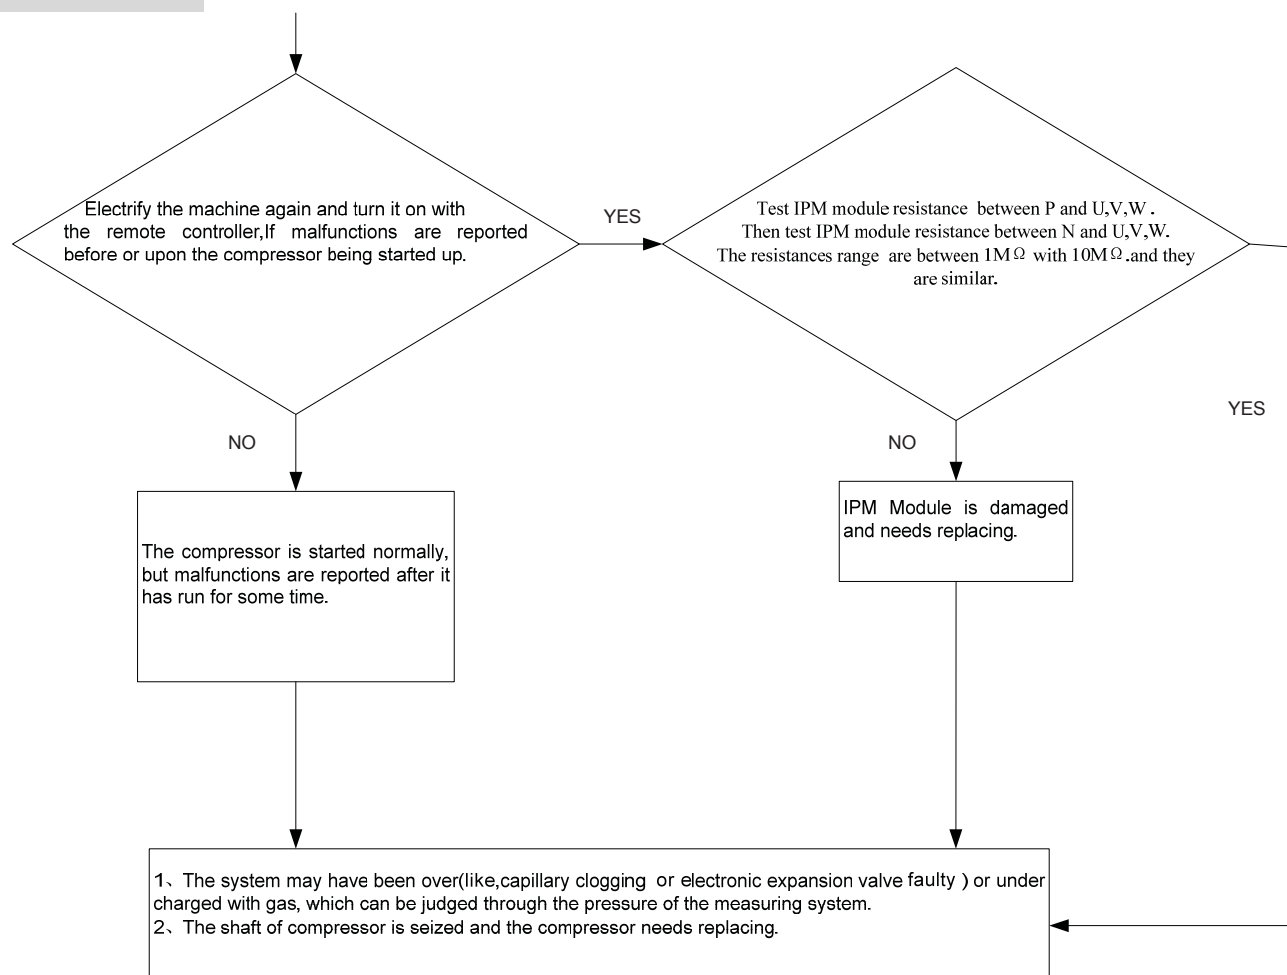 Electrify the machine again and turn it on with
the remote controller,If malfunctions are reported
before or upon the compressor being started up.
YES
Test IPM module resistance between P and U,V,W .
Then test IPM module resistance between N and U,V,W.
The resistances range are between 1MΩ with 10MΩ.and they
are similar.
YES
NO
NO
The compressor is started normally,
but malfunctions are reported after it
has run for some time.
IPM Module is damaged
and needs replacing.
1、The system may have been over(like,capillary clogging or electronic expansion valve faulty ) or under
charged with gas, which can be judged through the pressure of the measuring system.
2、The shaft of compressor is seized and the compressor needs replacing.